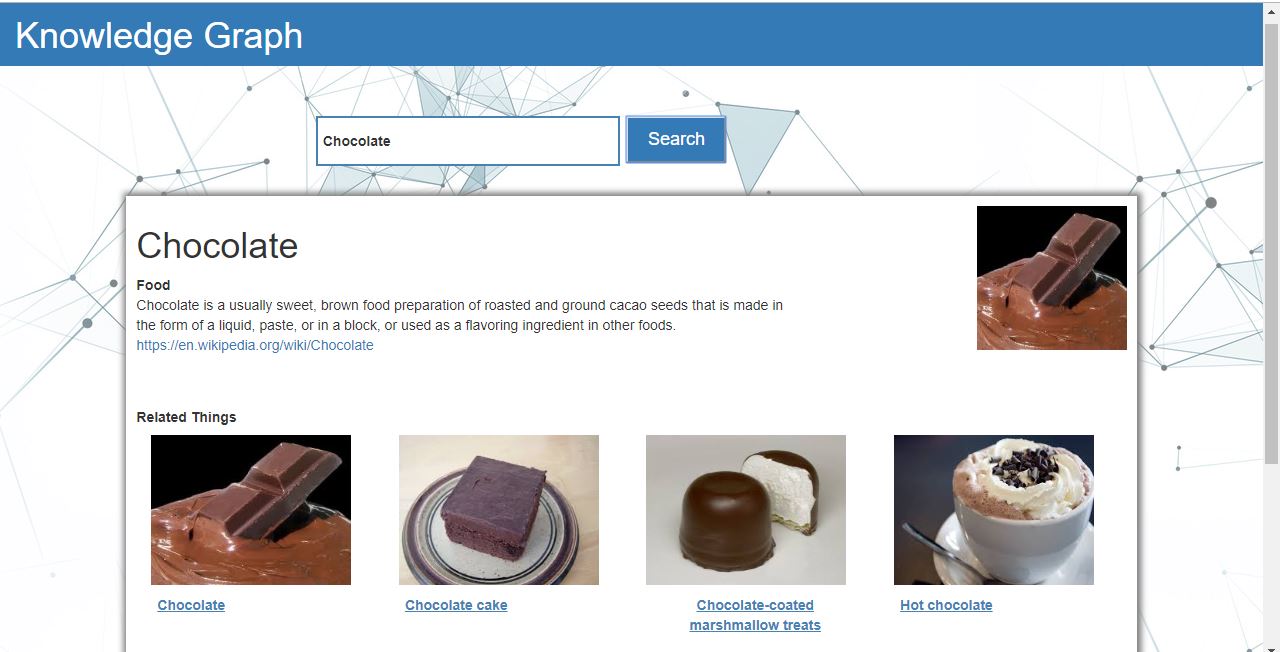 Knowledge Graph
Chocolate
Search
Chocolate
Food
Chocolate is a usually sweet, brown food preparation of roasted and ground cacao seeds that is made in
the form of a liquid, paste, or in a block, or used as a flavoring ingredient in other foods.
https://en.wikipedia.org/wiki/Chocolate
Related Things
Chocolate
Chocolate cake
Chocolate-coated
marshmallow treats
Hot chocolate